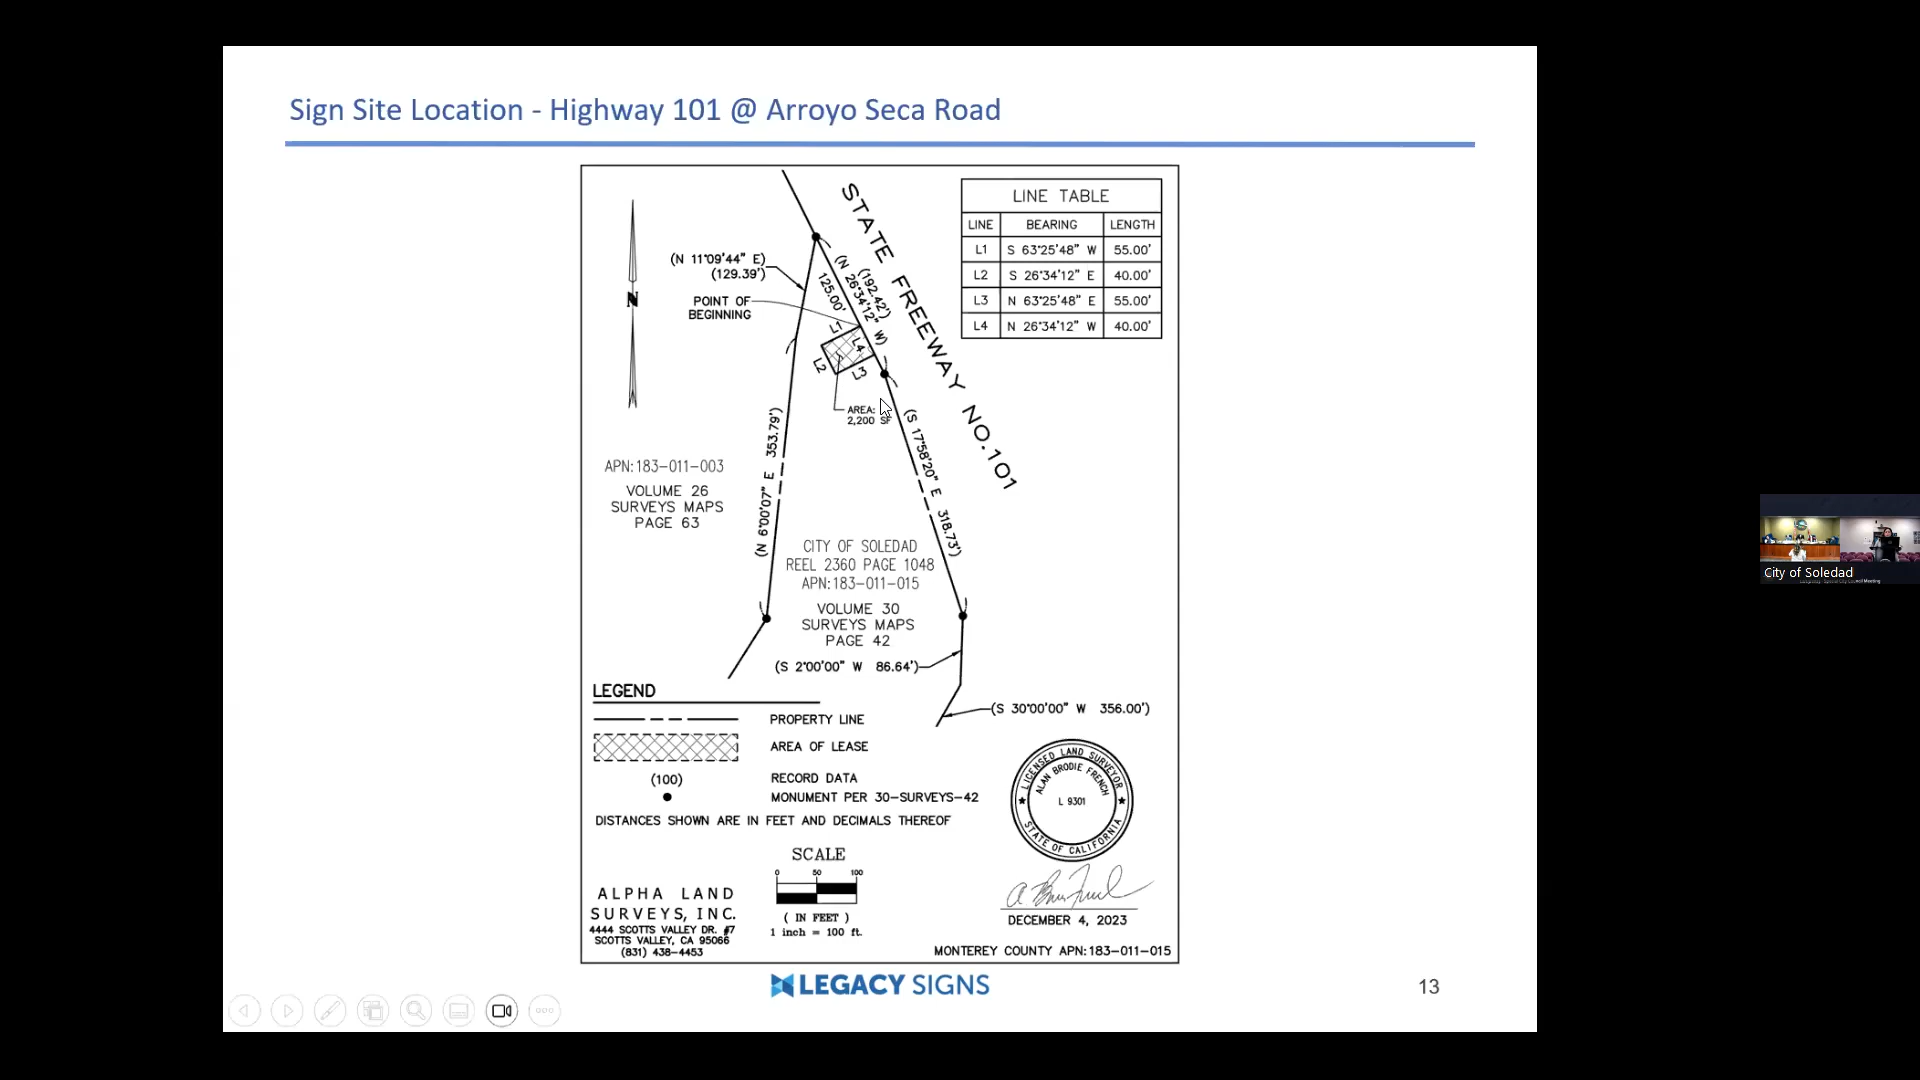 Sign Site Location - Highway 101 @ Arroyo Seca Road
STATE FREEWAY NO.101
LINE TABLE
LINE BEARING LENGTH
L1 S 63°25'48" W 55.00'
L2 S 26°34'12" E 40.00'
L3 N 63°25'48" E 55.00'
L4 N 26°34'12" W 40.00'
(N 11°09'44" E)
(129.39')
POINT OF
BEGINNING
N
125.00'
(N 26°34'12" W)
(192.42')
L1
L4
L2
L3
AREA:
2,200 SF
(N 6°00'07" E 353.79')
(S 17°58'20" E 318.73')
APN:183-011-003
VOLUME 26
SURVEYS MAPS
PAGE 63
CITY OF SOLEDAD
REEL 2360 PAGE 1048
APN:183-011-015
VOLUME 30
SURVEYS MAPS
PAGE 42
(S 2°00'00" W 86.64')
(S 30°00'00" W 356.00')
LEGEND
PROPERTY LINE
AREA OF LEASE
(100) RECORD DATA
MONUMENT PER 30-SURVEYS-42
DISTANCES SHOWN ARE IN FEET AND DECIMALS THEREOF
LICENSED LAND SURVEYOR
ALAN BRODIE FRENCH
L 9301
STATE OF CALIFORNIA
SCALE
0 50 100
( IN FEET )
1 inch = 100 ft.
ALPHA LAND
SURVEYS, INC.
4444 SCOTTS VALLEY DR. #7
SCOTTS VALLEY, CA 95066
(831) 438-4453
DECEMBER 4, 2023
MONTEREY COUNTY APN:183-011-015
LEGACY SIGNS
13
City of Soledad